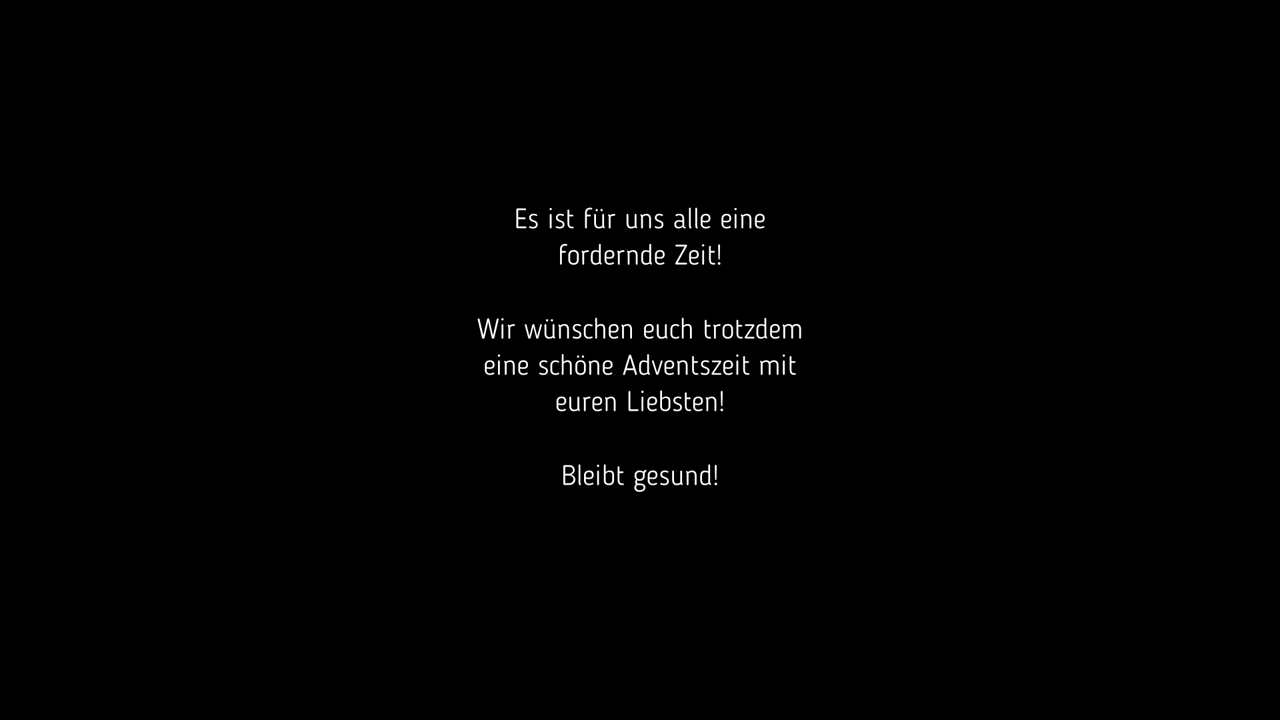 Es ist für uns alle eine
fordernde Zeit!
Wir wünschen euch trotzdem
eine schöne Adventszeit mit
euren Liebsten!
Bleibt gesund!